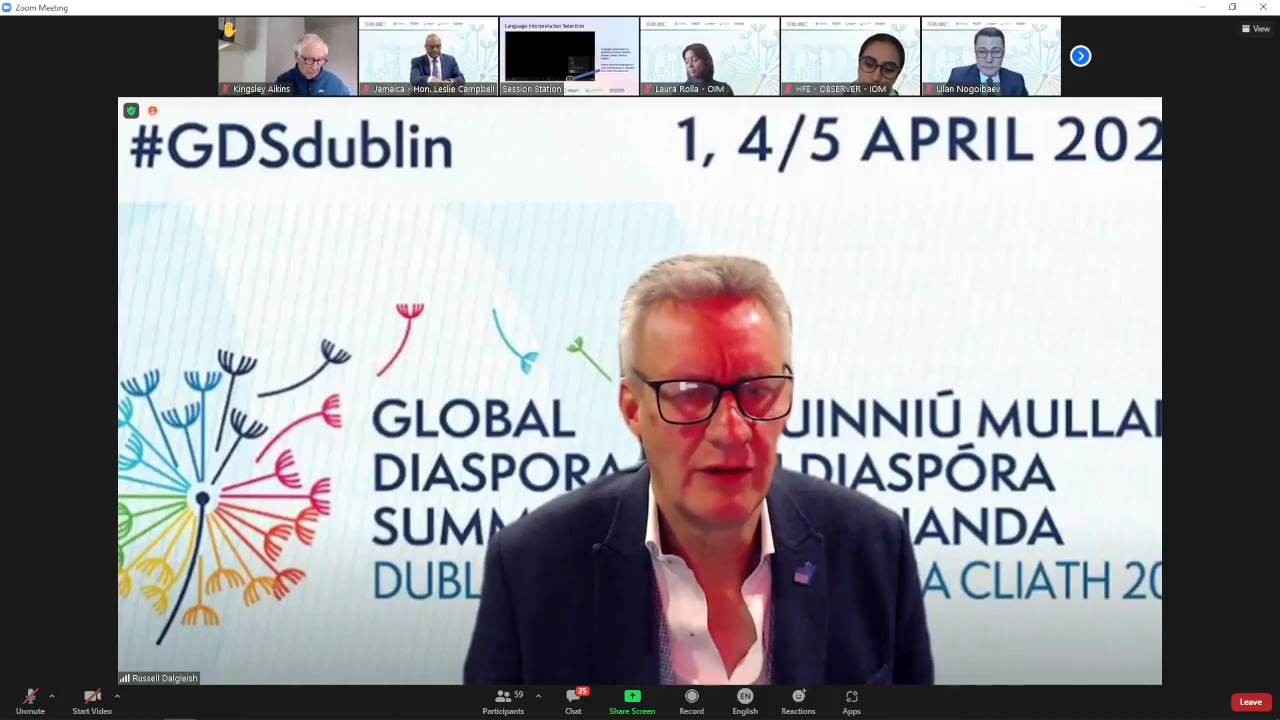 Zoom Meeting
View
Kingsley Aikins
Jamaica - Hon. Leslie Campbell
Language Interpretation Selection
Session Station
Laura Rolla - OIM
HFE - OBSERVER - IOM
Ulan Nogoibaev
#GDSdublin
1, 4/5 APRIL 202
GLOBAL
DIASPORA
SUMM
DUBL
UINNIÚ MULLA
DIASPÓRA
HANDA
A CLIATH 20
Russell Dalgleish
Unmute
Start Video
59
Participants
25
Chat
Share Screen
Record
EN
English
Reactions
Apps
Leave